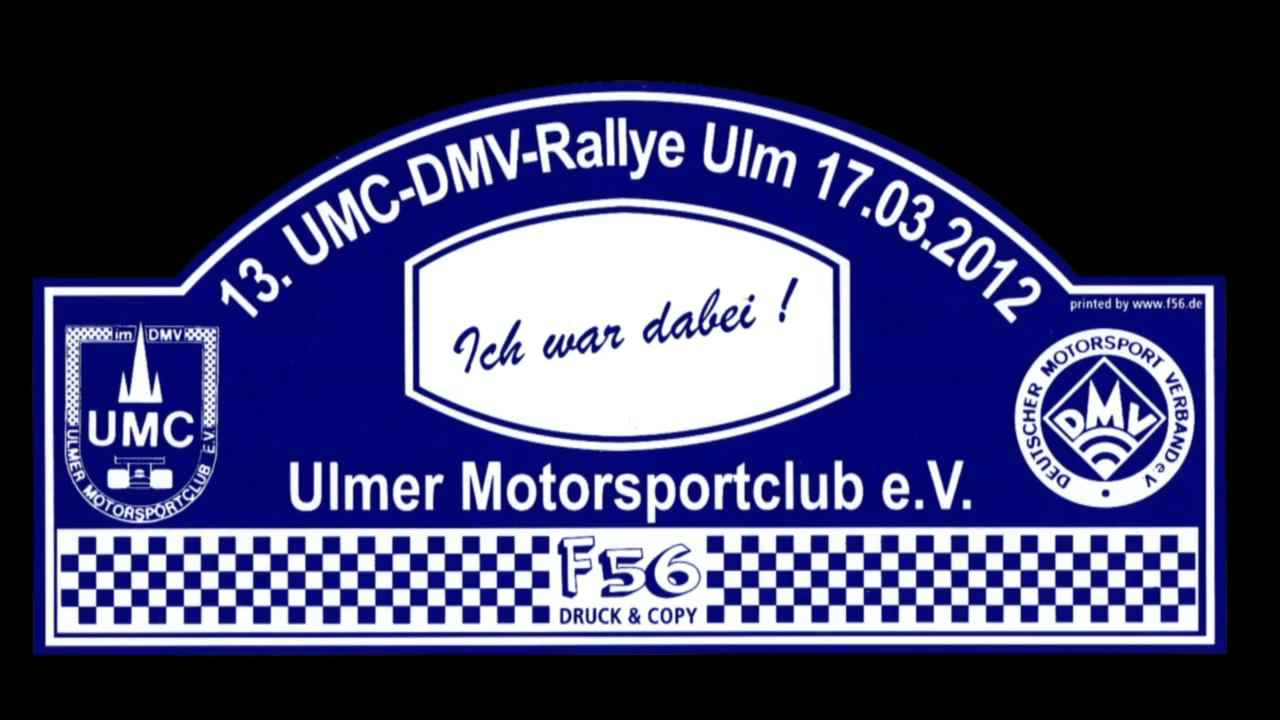 13. UMC-DMV-Rallye Ulm 17.03.2012
printed by www.f56.de
Ich war dabei !
im DMV
UMC
ULMER MOTORSPORTCLUB E.V.
DEUTSCHER MOTORSPORT VERBAND e.V.
DMV
Ulmer Motorsportclub e.V.
F56
DRUCK & COPY